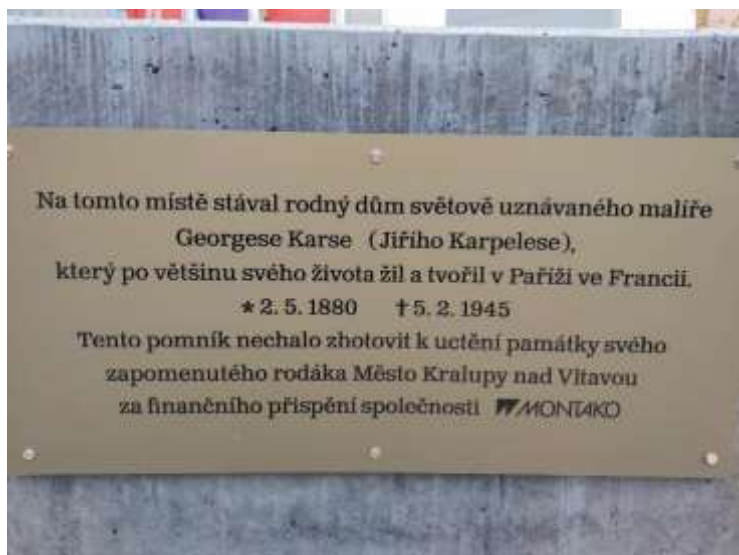 Na tomto místě stával rodný dům světově uznávaného malíře
Georgese Karse (Jiřího Karpelese),
který po většinu svého života žil a tvořil v Paříži ve Francii.
* 2. 5. 1880 † 5. 2. 1945
Tento pomník nechalo zhotovit k uctění památky svého
zapomenutého rodáka Město Kralupy nad Vltavou
za finančního přispění společnosti MONTAKO